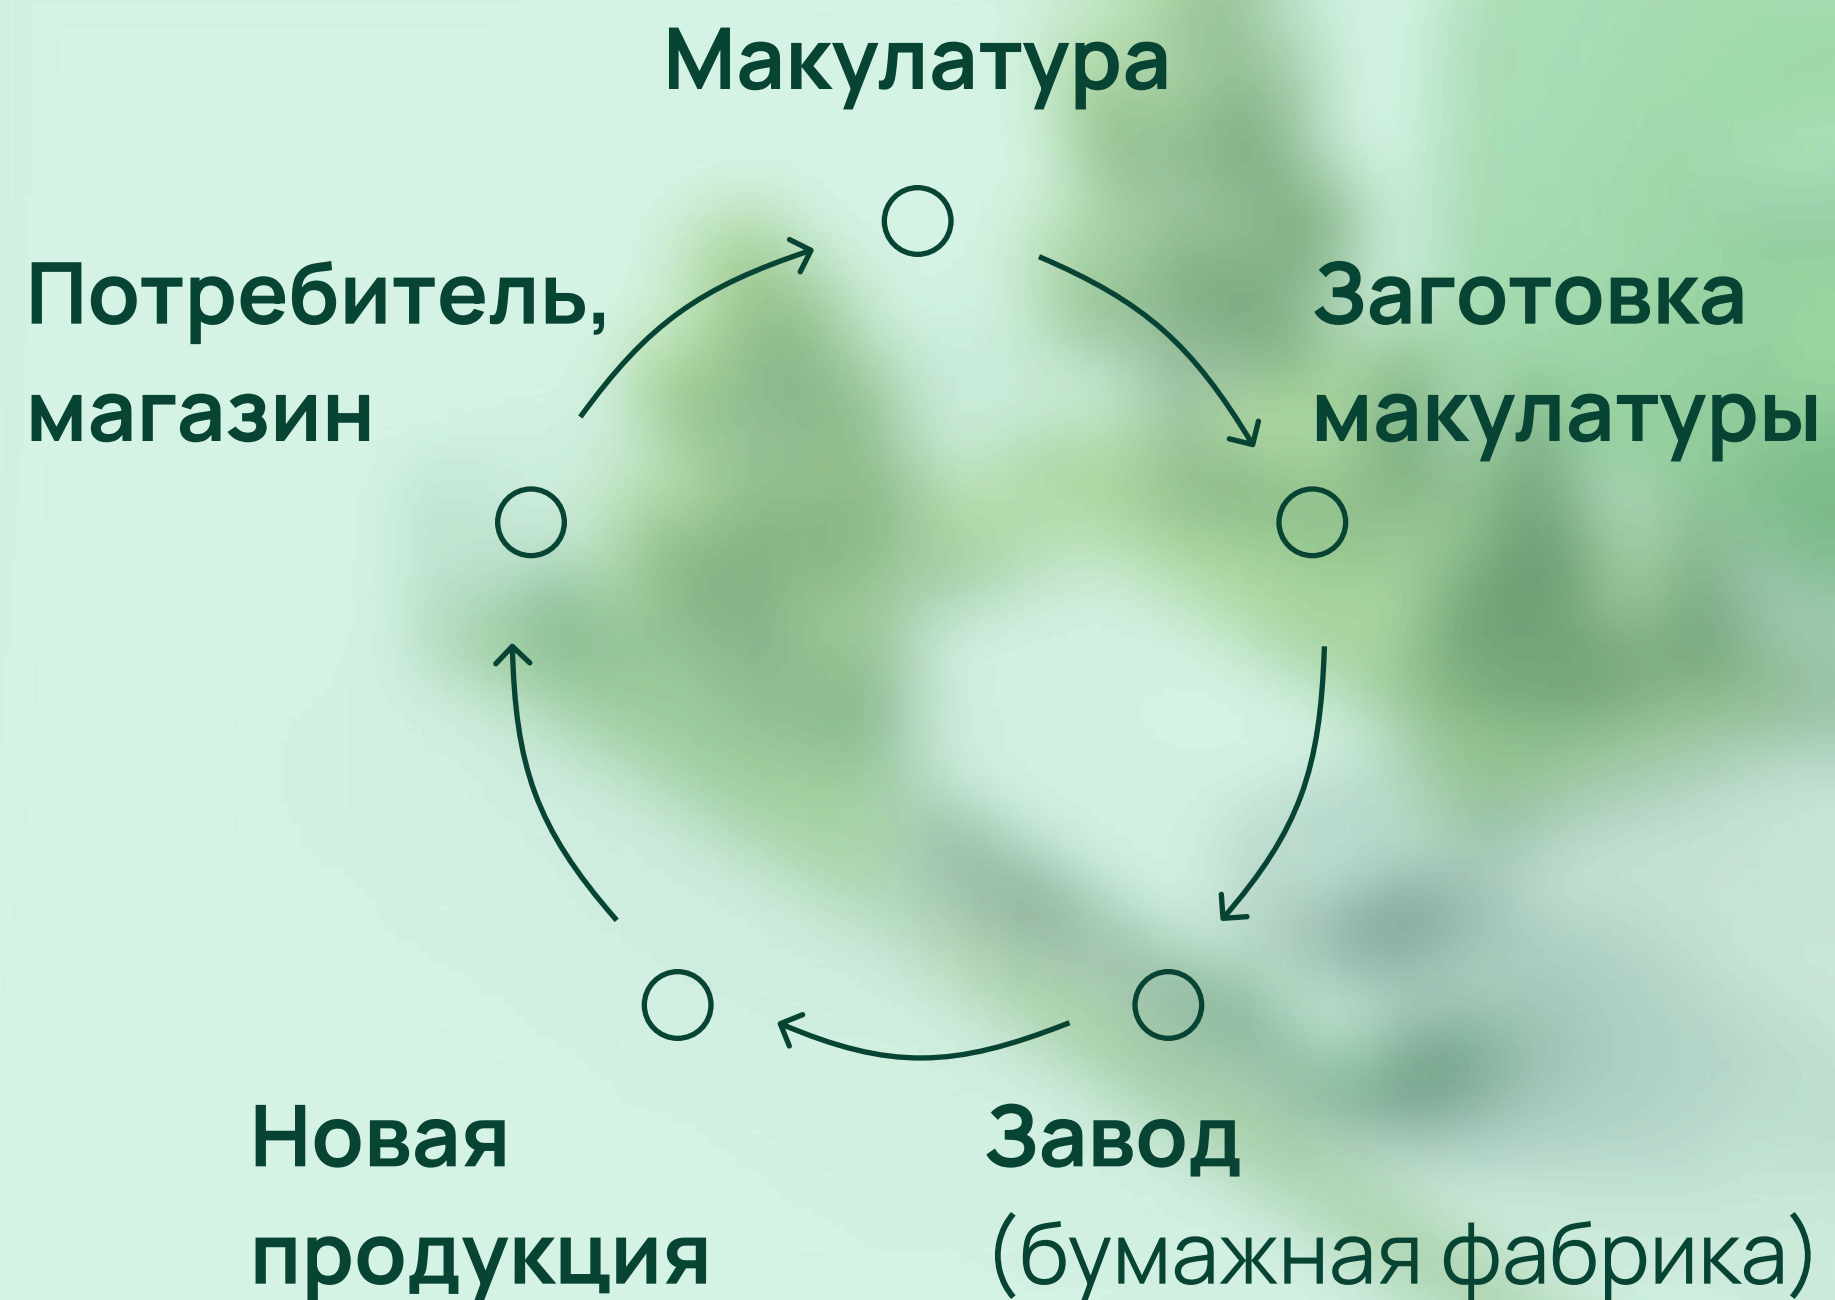 Макулатура
Потребитель,
магазин
Заготовка
макулатуры
Новая
продукция
Завод
(бумажная фабрика)